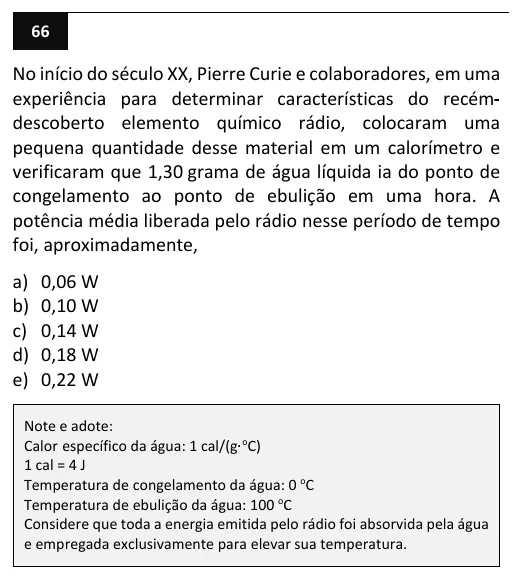 66
No início do século XX, Pierre Curie e colaboradores, em uma
experiência para determinar características do recém-
descoberto elemento químico rádio, colocaram uma
pequena quantidade desse material em um calorímetro e
verificaram que 1,30 grama de água líquida ia do ponto de
congelamento ao ponto de ebulição em uma hora. A
potência média liberada pelo rádio nesse período de tempo
foi, aproximadamente,
a) 0,06 W
b) 0,10 W
c) 0,14 W
d) 0,18 W
e) 0,22 W
Note e adote:
Calor específico da água: 1 cal/(g·ºC)
1 cal = 4 J
Temperatura de congelamento da água: 0 ºC
Temperatura de ebulição da água: 100 ºC
Considere que toda a energia emitida pelo rádio foi absorvida pela água
e empregada exclusivamente para elevar sua temperatura.